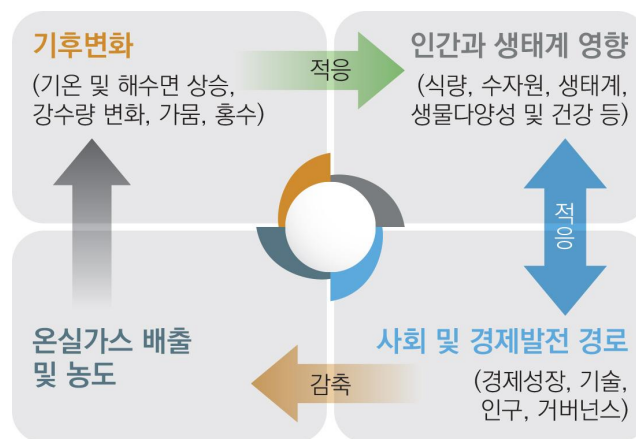 기후변화
(기온 및 해수면 상승,
강수량 변화, 가뭄, 홍수)
적응
인간과 생태계 영향
(식량, 수자원, 생태계,
생물다양성 및 건강 등)
적응
온실가스 배출
및 농도
감축
사회 및 경제발전 경로
(경제성장, 기술,
인구, 거버넌스)